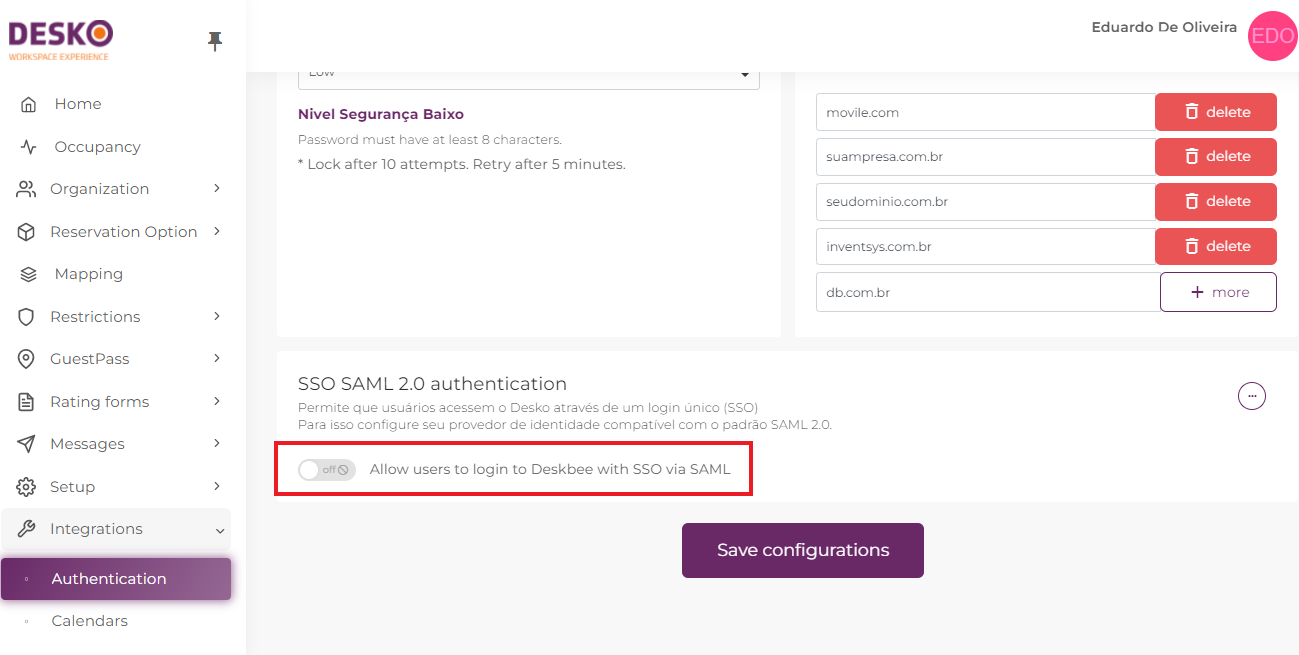 DESKO
WORKSPACE EXPERIENCE
Eduardo De Oliveira
EDO
Home
Occupancy
Organization
Reservation Option
Mapping
Restrictions
GuestPass
Rating forms
Messages
Setup
Integrations
Authentication
Calendars
Low
Nivel Segurança Baixo
Password must have at least 8 characters.
* Lock after 10 attempts. Retry after 5 minutes.
movile.com
delete
suampresa.com.br
delete
seudominio.com.br
delete
inventsys.com.br
delete
db.com.br
+ more
SSO SAML 2.0 authentication
Permite que usuários acessem o Desko através de um login único (SSO)
Para isso configure seu provedor de identidade compatível com o padrão SAML 2.0.
off
Allow users to login to Deskbee with SSO via SAML
Save configurations